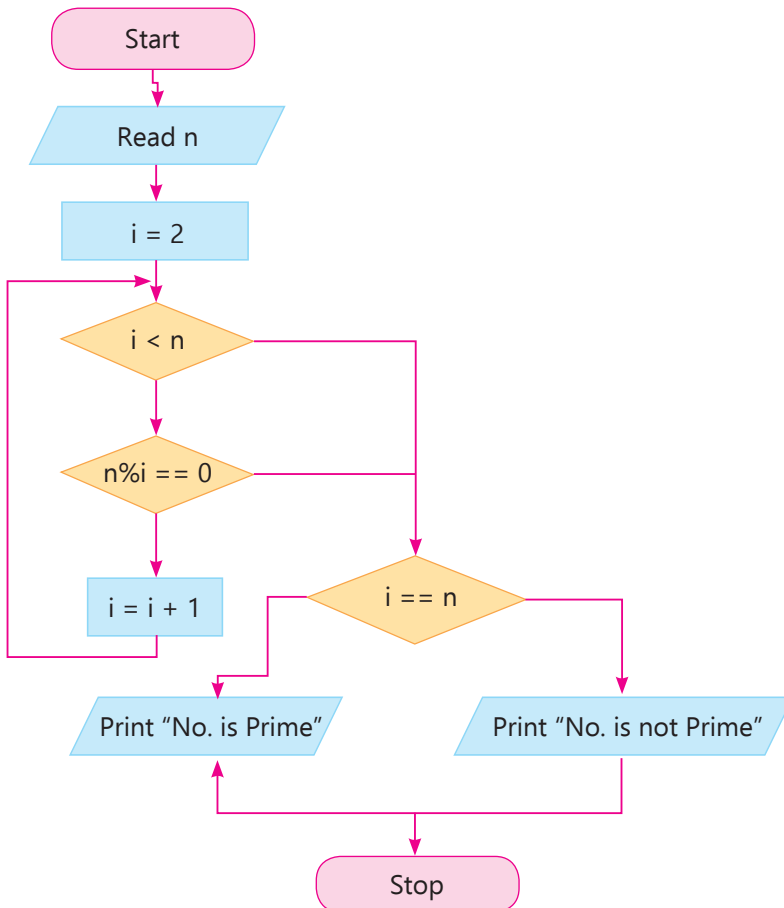 Start
Read n
i = 2
i < n
n%i == 0
i = i + 1
i == n
Print “No. is Prime”
Print “No. is not Prime”
Stop